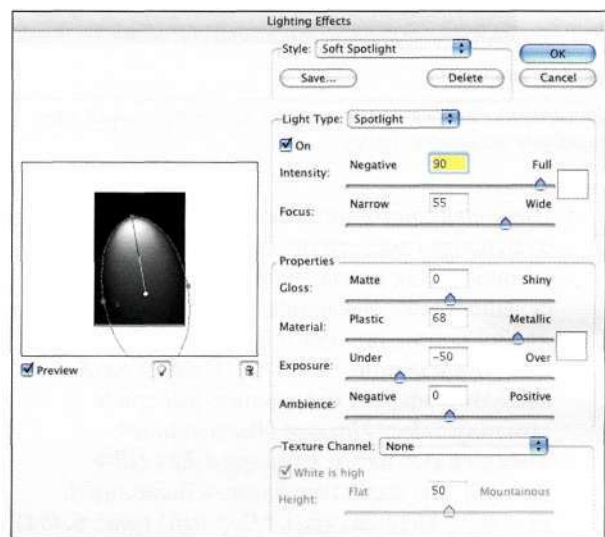 Lighting Effects
Style: Soft Spotlight
OK
Save...
Delete
Cancel
Light Type: Spotlight
On
Intensity: Negative 90 Full
Focus: Narrow 55 Wide
Properties
Gloss: Matte 0 Shiny
Material: Plastic 68 Metallic
Exposure: Under -50 Over
Ambience: Negative 0 Positive
Preview
Texture Channel: None
White is high
Height: Flat 50 Mountainous